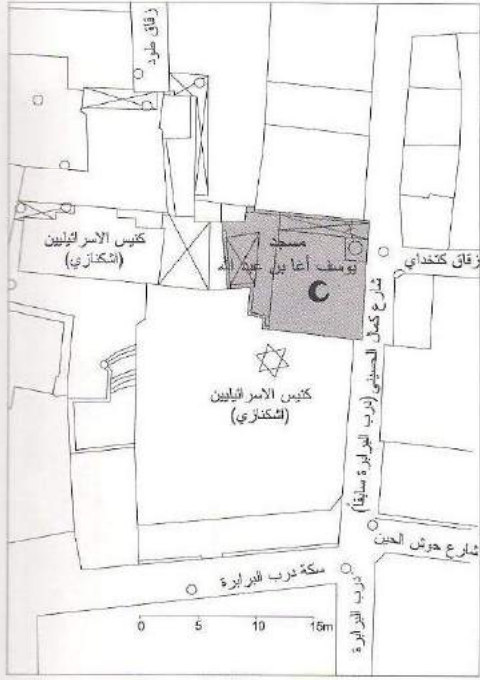 زقاق طود
كنيس الاسرائيليين
(اشكنازي)
مسجد
يوسف أغا بن عبد الله
زقاق كتخداي
شارع كمال الحسيني (درب البرابرة سابقاً)
كنيس الاسرائيليين
(اشكنازي)
شارع حوش الحين
سكة درب البرابرة
درب البرابرة
0 5 10 15m